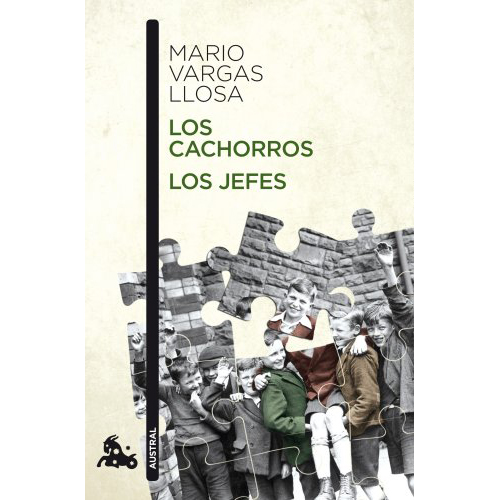 MARIO
VARGAS
LLOSA
LOS
CACHORROS
LOS JEFES
AUSTRAL